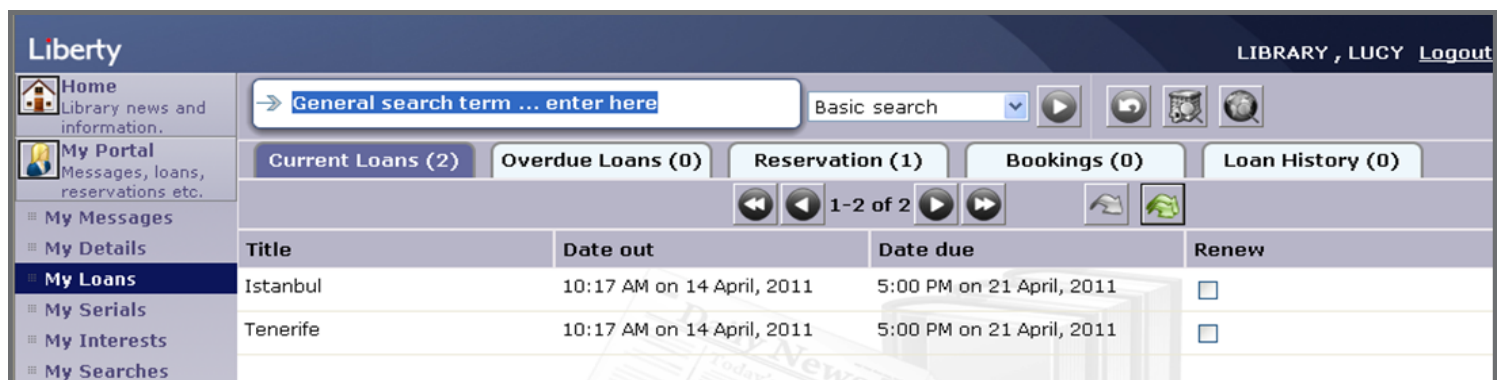 Liberty
LIBRARY , LUCY Logout
Home
Library news and
information.
General search term ... enter here
Basic search
My Portal
Messages, loans,
reservations etc.
Current Loans (2) Overdue Loans (0) Reservation (1) Bookings (0) Loan History (0)
1-2 of 2
My Messages
My Details
My Loans
My Serials
My Interests
My Searches
Title Date out Date due Renew
Istanbul 10:17 AM on 14 April, 2011 5:00 PM on 21 April, 2011
Tenerife 10:17 AM on 14 April, 2011 5:00 PM on 21 April, 2011
Daily News
Today